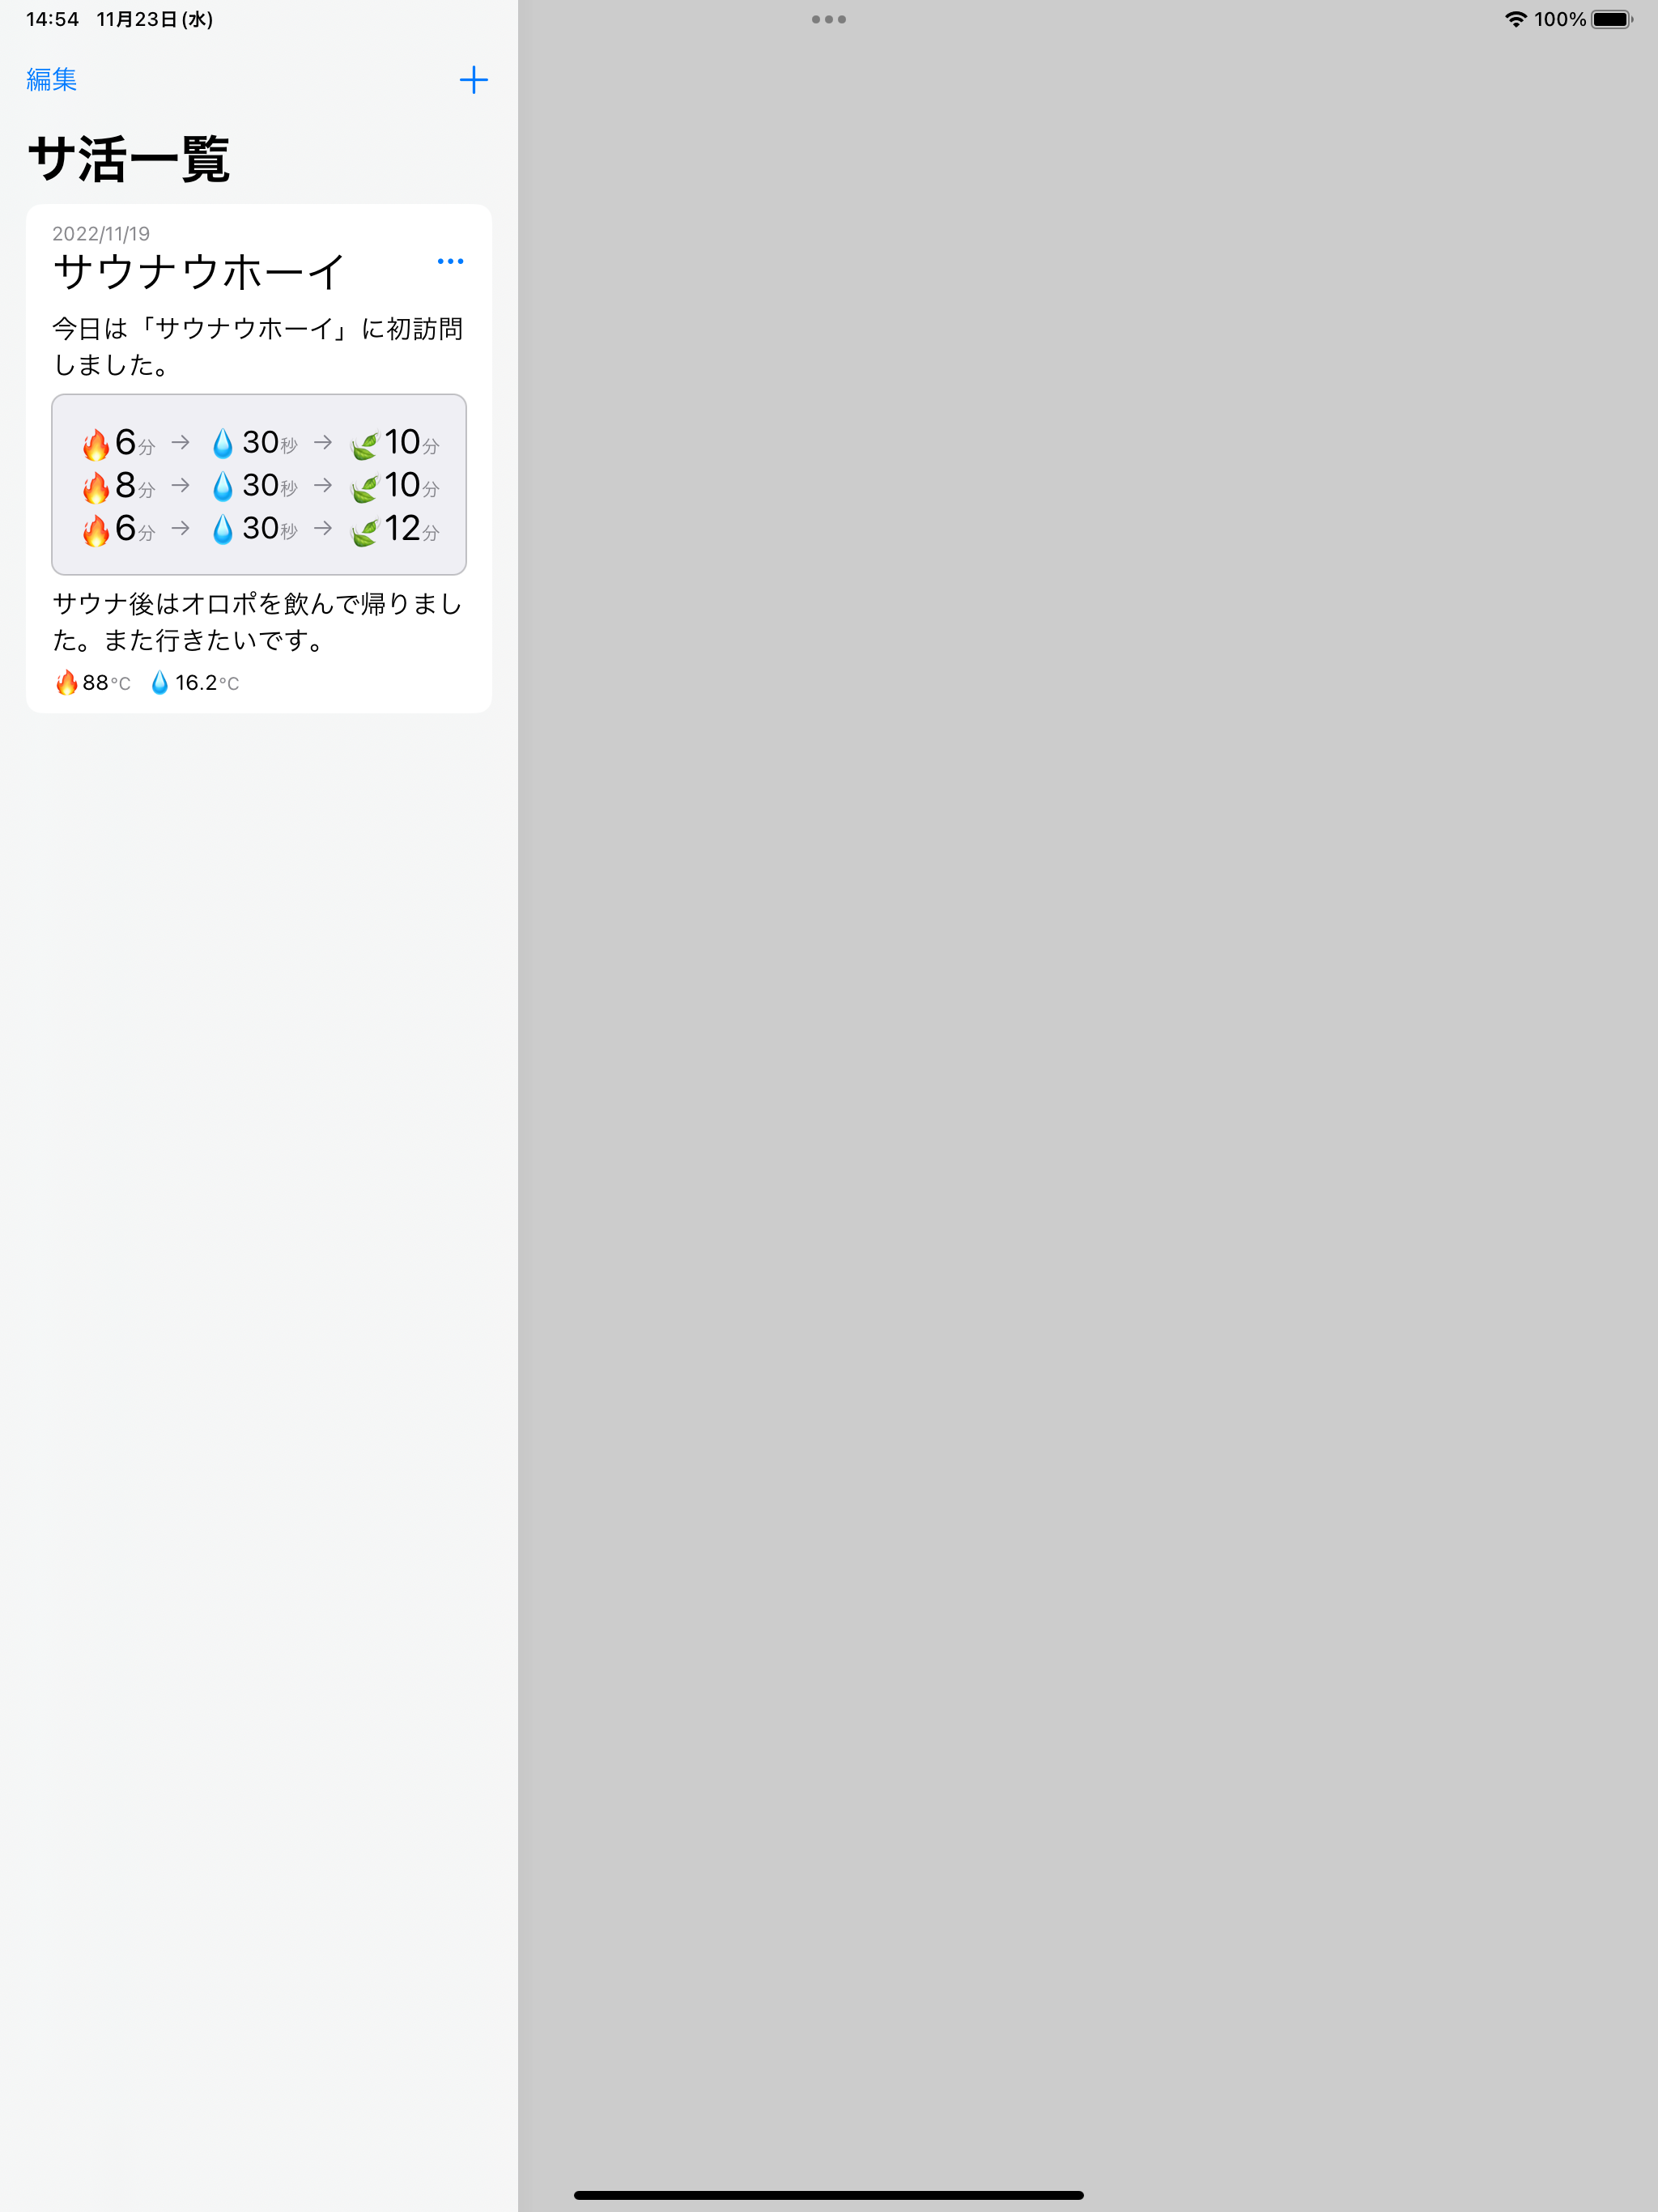 14:54 11月23日(水) 100%
編集
サ活一覧
2022/11/19
サウナウホーイ
今日は「サウナウホーイ」に初訪問
しました。
🔥6分 → 💧30秒 → 🍃10分
🔥8分 → 💧30秒 → 🍃10分
🔥6分 → 💧30秒 → 🍃12分
サウナ後はオロポを飲んで帰りまし
た。また行きたいです。
🔥88℃ 💧16.2℃